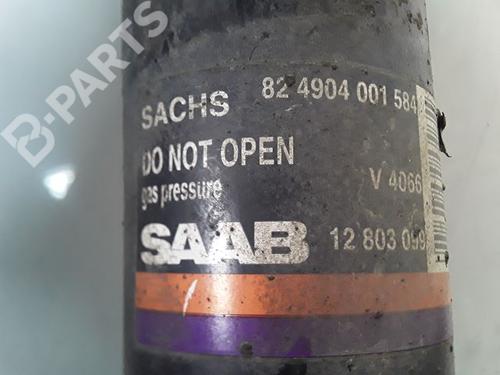 B-PARTS
SACHS 82 4904 001 584
DO NOT OPEN
gas pressure V 4066
SAAB 12 803 099